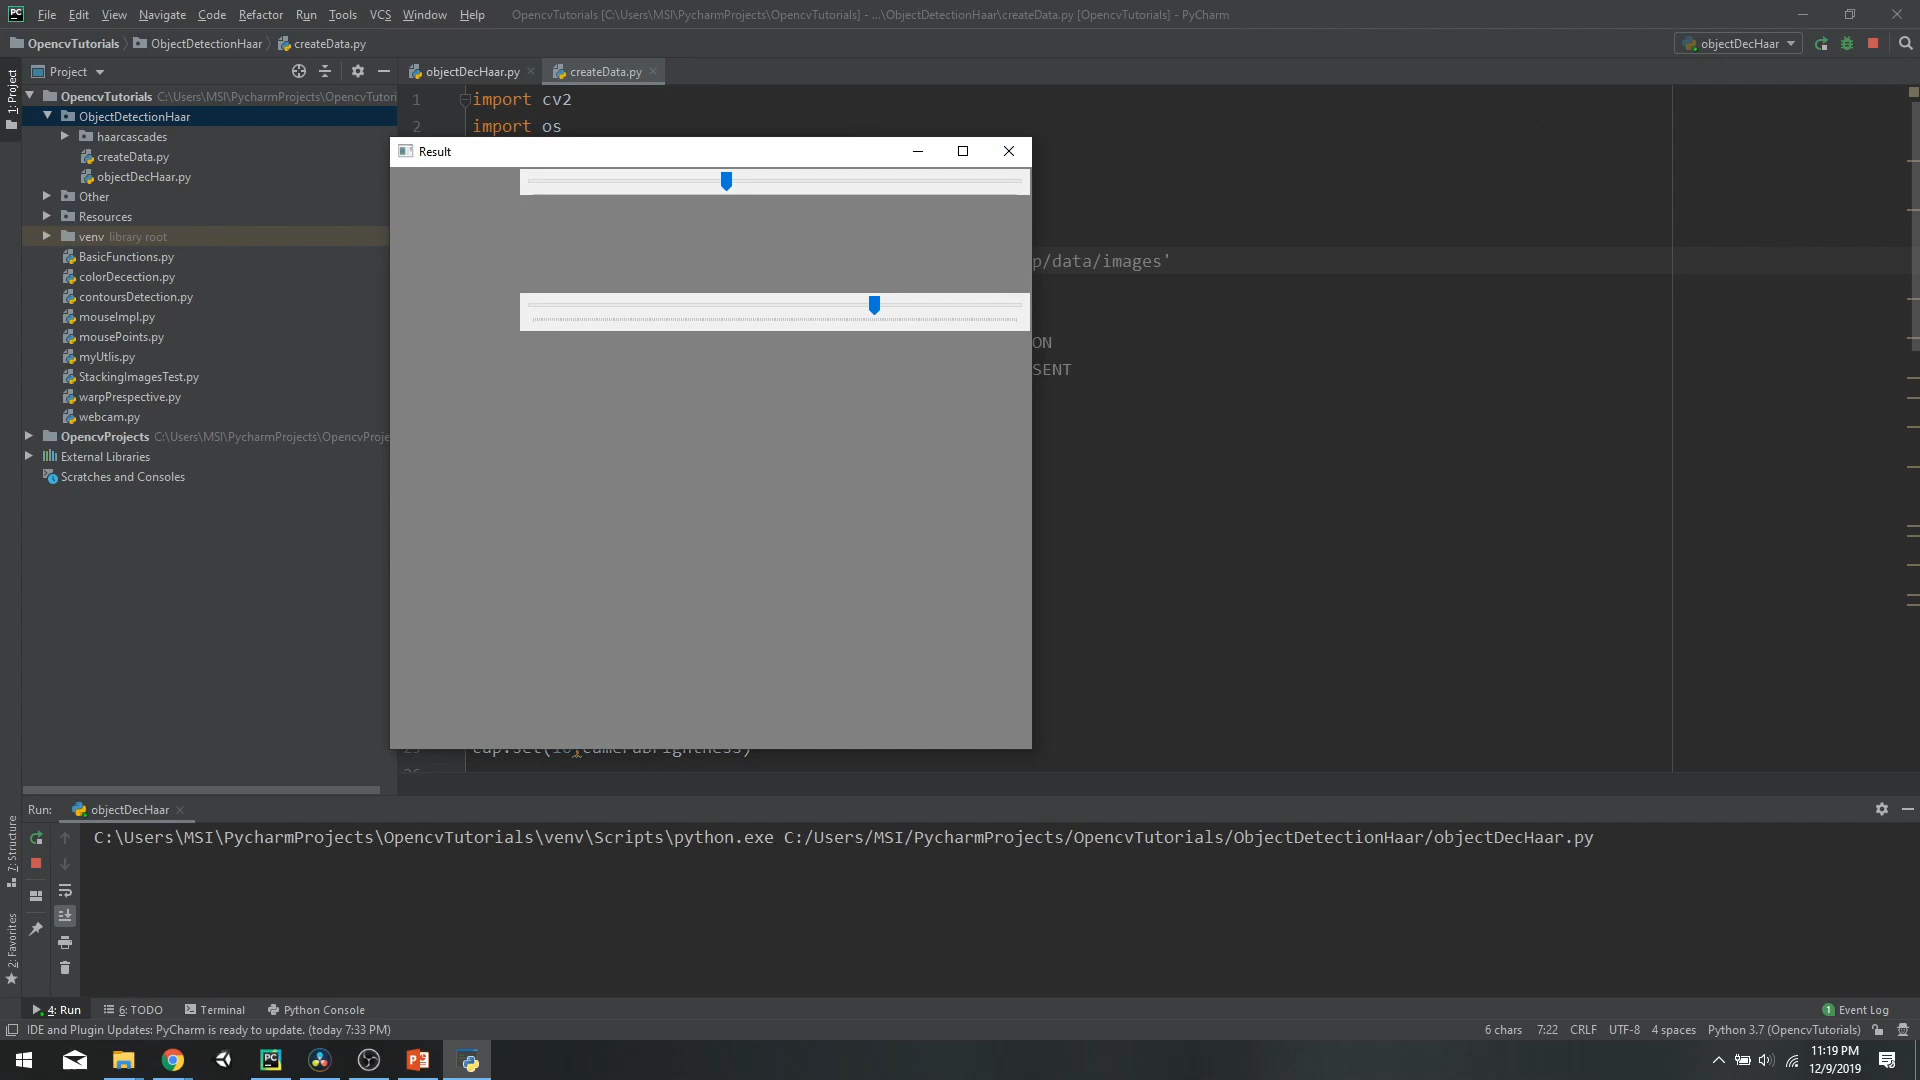 File Edit View Navigate Code Refactor Run Tools VCS Window Help OpencvTutorials [C:\Users\MSI\PycharmProjects\OpencvTutorials] - ...\ObjectDetectionHaar\createData.py [OpencvTutorials] - PyCharm
OpencvTutorials ObjectDetectionHaar createData.py objectDecHaar
Project objectDecHaar.py createData.py
1: Project
OpencvTutorials C:\Users\MSI\PycharmProjects\OpencvTutori
ObjectDetectionHaar
haarcascades
createData.py
objectDecHaar.py
Other
Resources
venv library root
BasicFunctions.py
colorDecection.py
contoursDetection.py
mouseImpl.py
mousePoints.py
myUtlis.py
StackingImagesTest.py
warpPrespective.py
webcam.py
OpencvProjects C:\Users\MSI\PycharmProjects\OpencvProje
External Libraries
Scratches and Consoles
1 import cv2
2 import os
Result
p/data/images'
ON
SENT
Run: objectDecHaar
C:\Users\MSI\PycharmProjects\OpencvTutorials\venv\Scripts\python.exe C:/Users/MSI/PycharmProjects/OpencvTutorials/ObjectDetectionHaar/objectDecHaar.py
7: Structure
2: Favorites
4: Run 6: TODO Terminal Python Console 1 Event Log
IDE and Plugin Updates: PyCharm is ready to update. (today 7:33 PM) 6 chars 7:22 CRLF UTF-8 4 spaces Python 3.7 (OpencvTutorials)
11:19 PM
12/9/2019